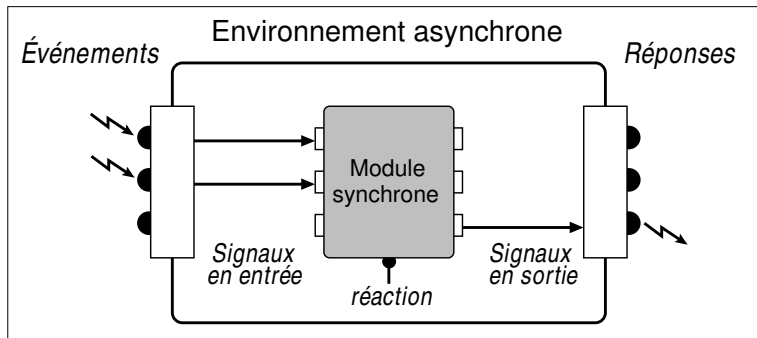 Environnement asynchrone
Événements
Réponses
Module
synchrone
Signaux
en entrée
Signaux
en sortie
réaction